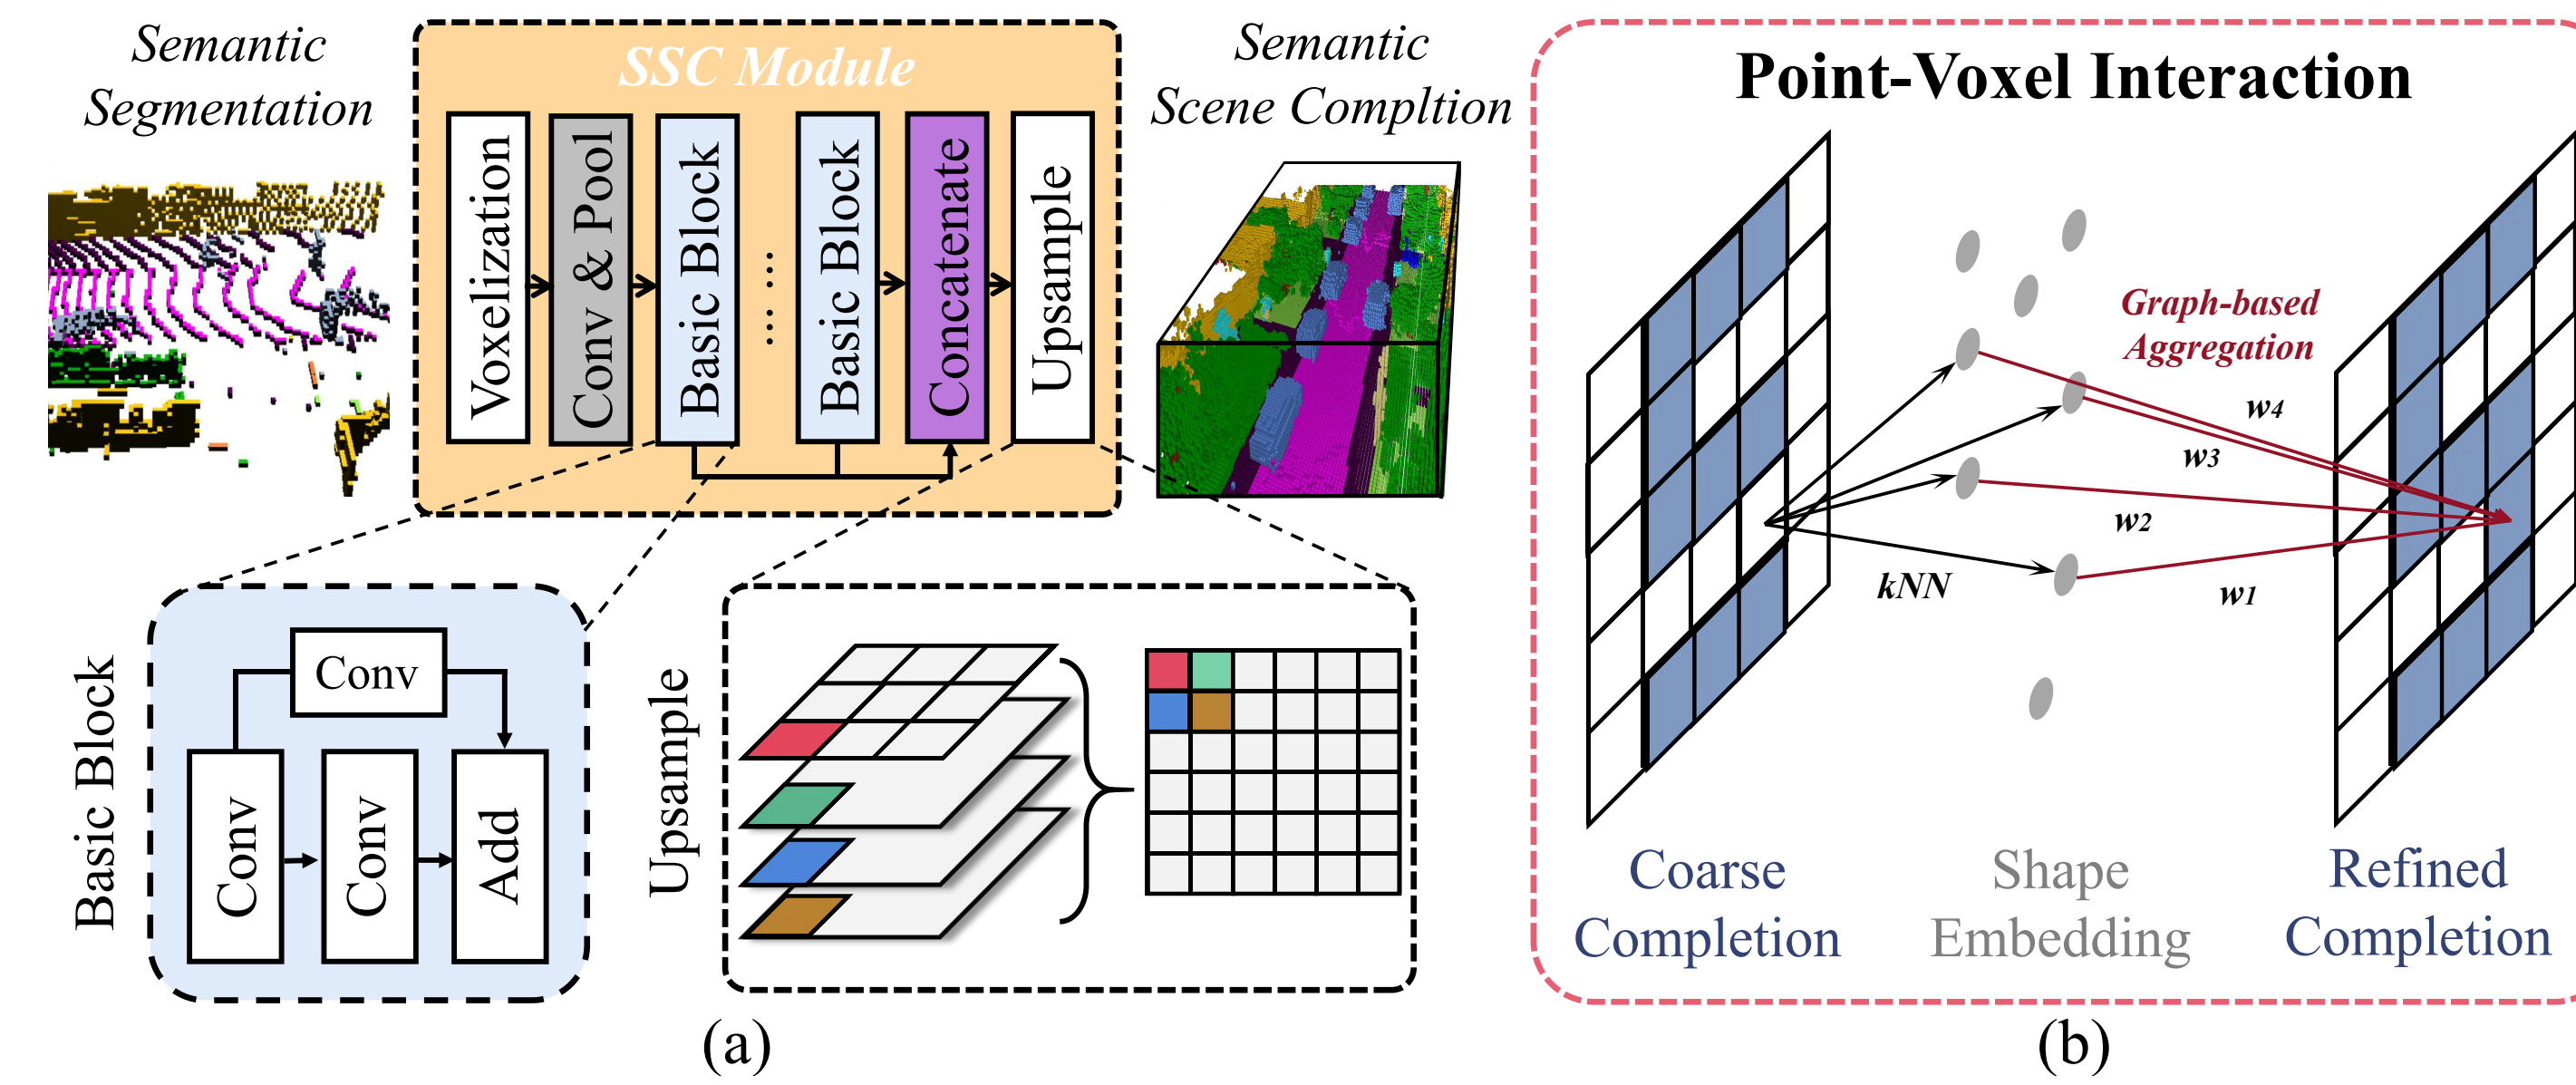 Semantic
Segmentation
SSC Module
Voxelization
Conv & Pool
Basic Block
Basic Block
Concatenate
Upsample
Semantic
Scene Compltion
Basic Block
Conv
Conv
Conv
Add
Upsample
(a)
Point-Voxel Interaction
Graph-based
Aggregation
w4
w3
w2
w1
kNN
Coarse
Completion
Shape
Embedding
Refined
Completion
(b)